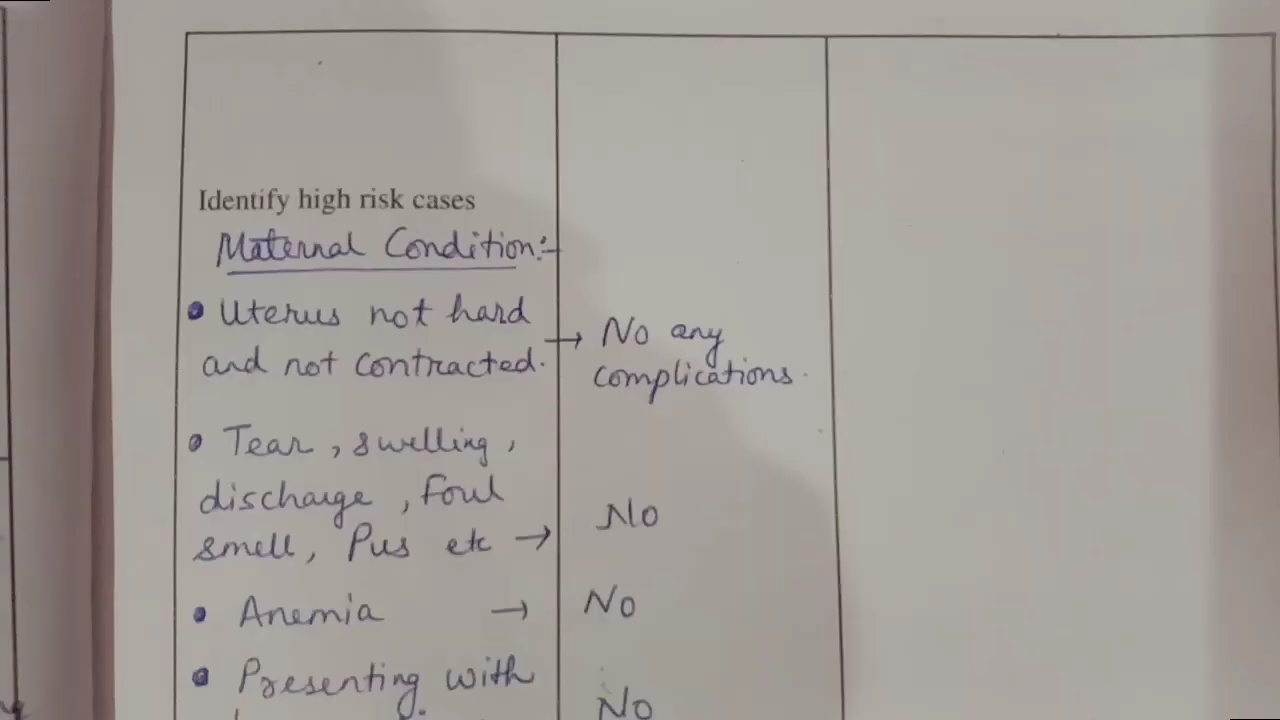 Identify high risk cases
Maternal Condition:-
• Uterus not hard
and not contracted. → No any
complications.
• Tear, swelling,
discharge, foul
smell, Pus etc → No
• Anemia → No
• Presenting with
No